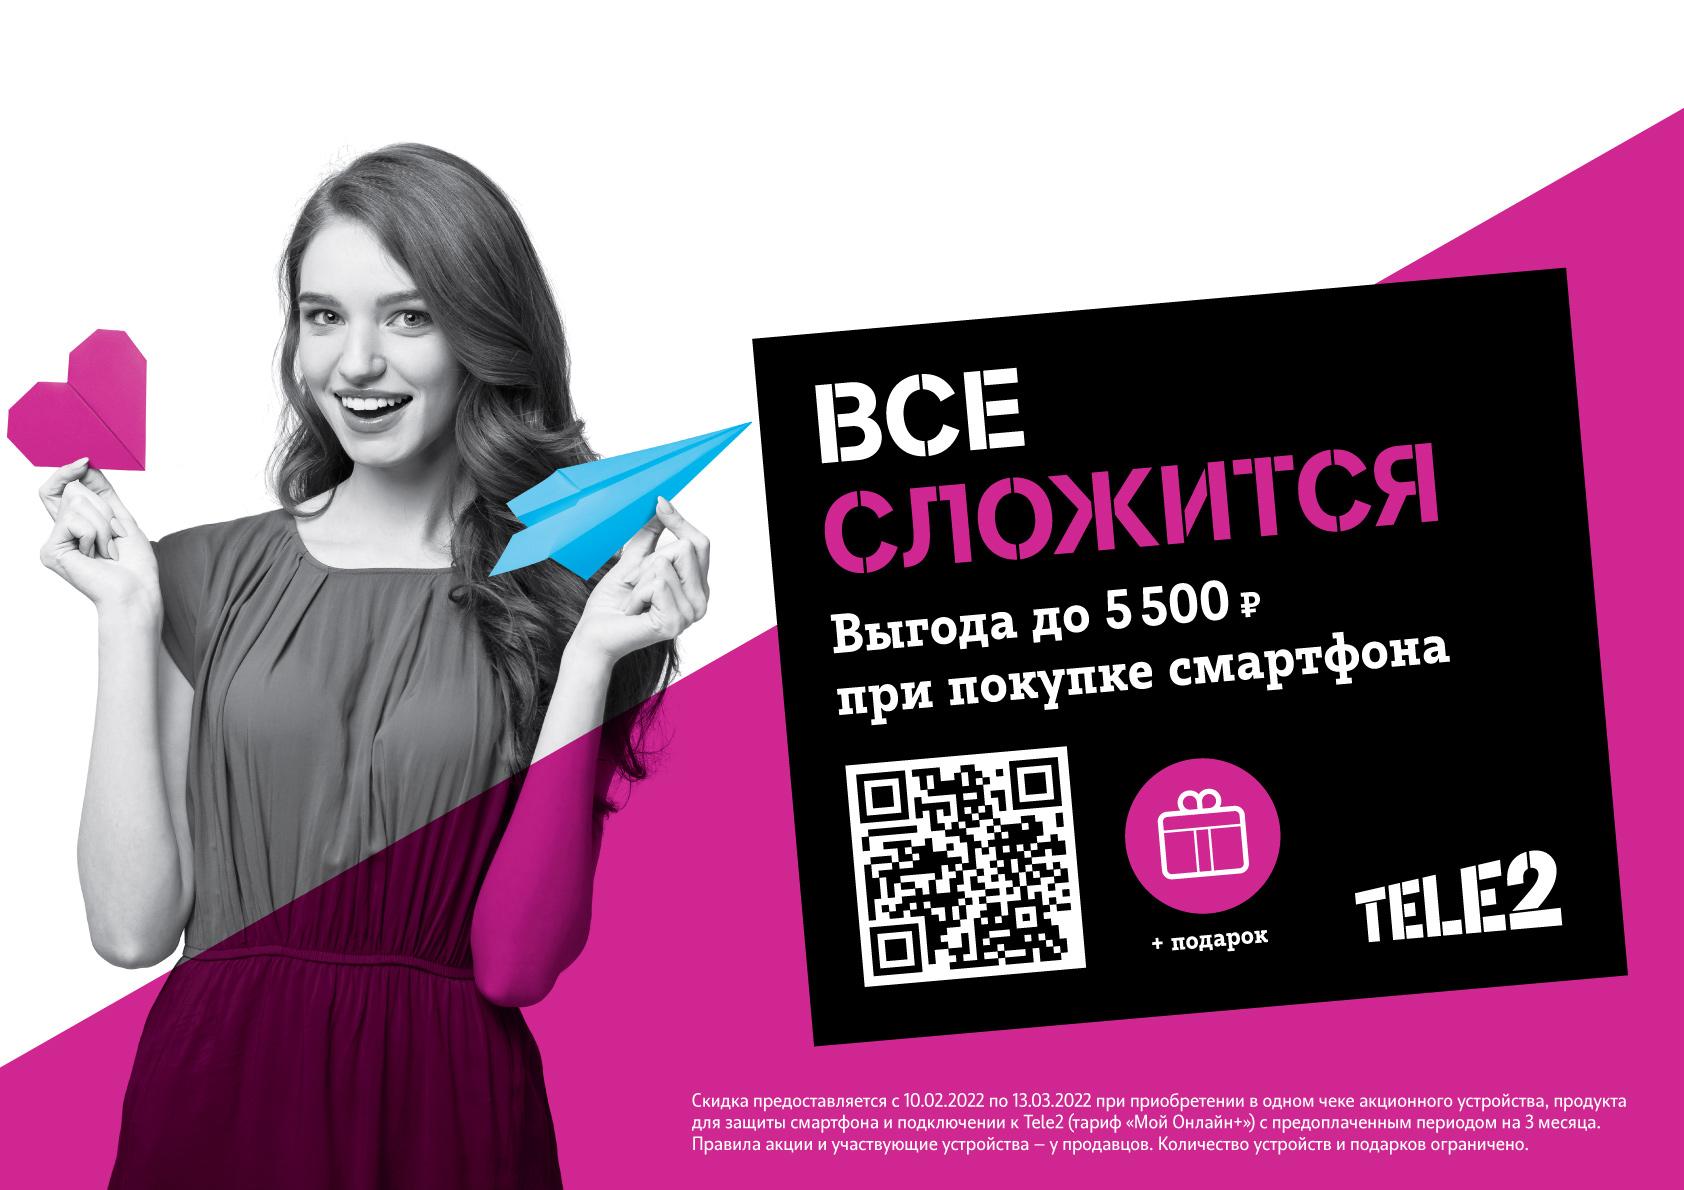 ВСЕ
СЛОЖИТСЯ
Выгода до 5 500 ₽
при покупке смартфона
+ подарок
TELE2
Скидка предоставляется с 10.02.2022 по 13.03.2022 при приобретении в одном чеке акционного устройства, продукта
для защиты смартфона и подключении к Tele2 (тариф «Мой Онлайн+») с предоплаченным периодом на 3 месяца.
Правила акции и участвующие устройства – у продавцов. Количество устройств и подарков ограничено.